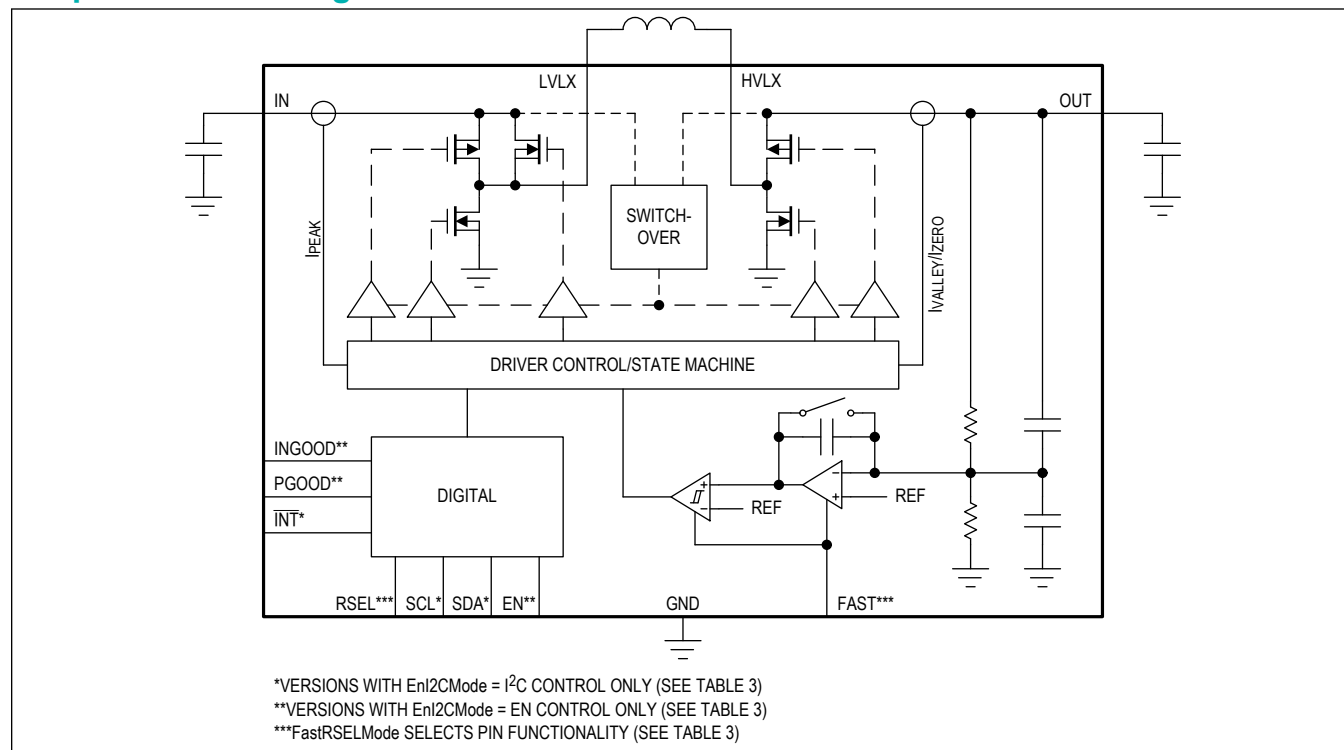 LVLX
HVLX
IN
OUT
SWITCH-
OVER
IPEAK
IVALLEY/IZERO
DRIVER CONTROL/STATE MACHINE
INGOOD**
PGOOD**
INT*
DIGITAL
+
-
REF
-
+
REF
RSEL***
SCL*
SDA*
EN**
GND
FAST***
*VERSIONS WITH EnI2CMode = I2C CONTROL ONLY (SEE TABLE 3)
**VERSIONS WITH EnI2CMode = EN CONTROL ONLY (SEE TABLE 3)
***FastRSELMode SELECTS PIN FUNCTIONALITY (SEE TABLE 3)